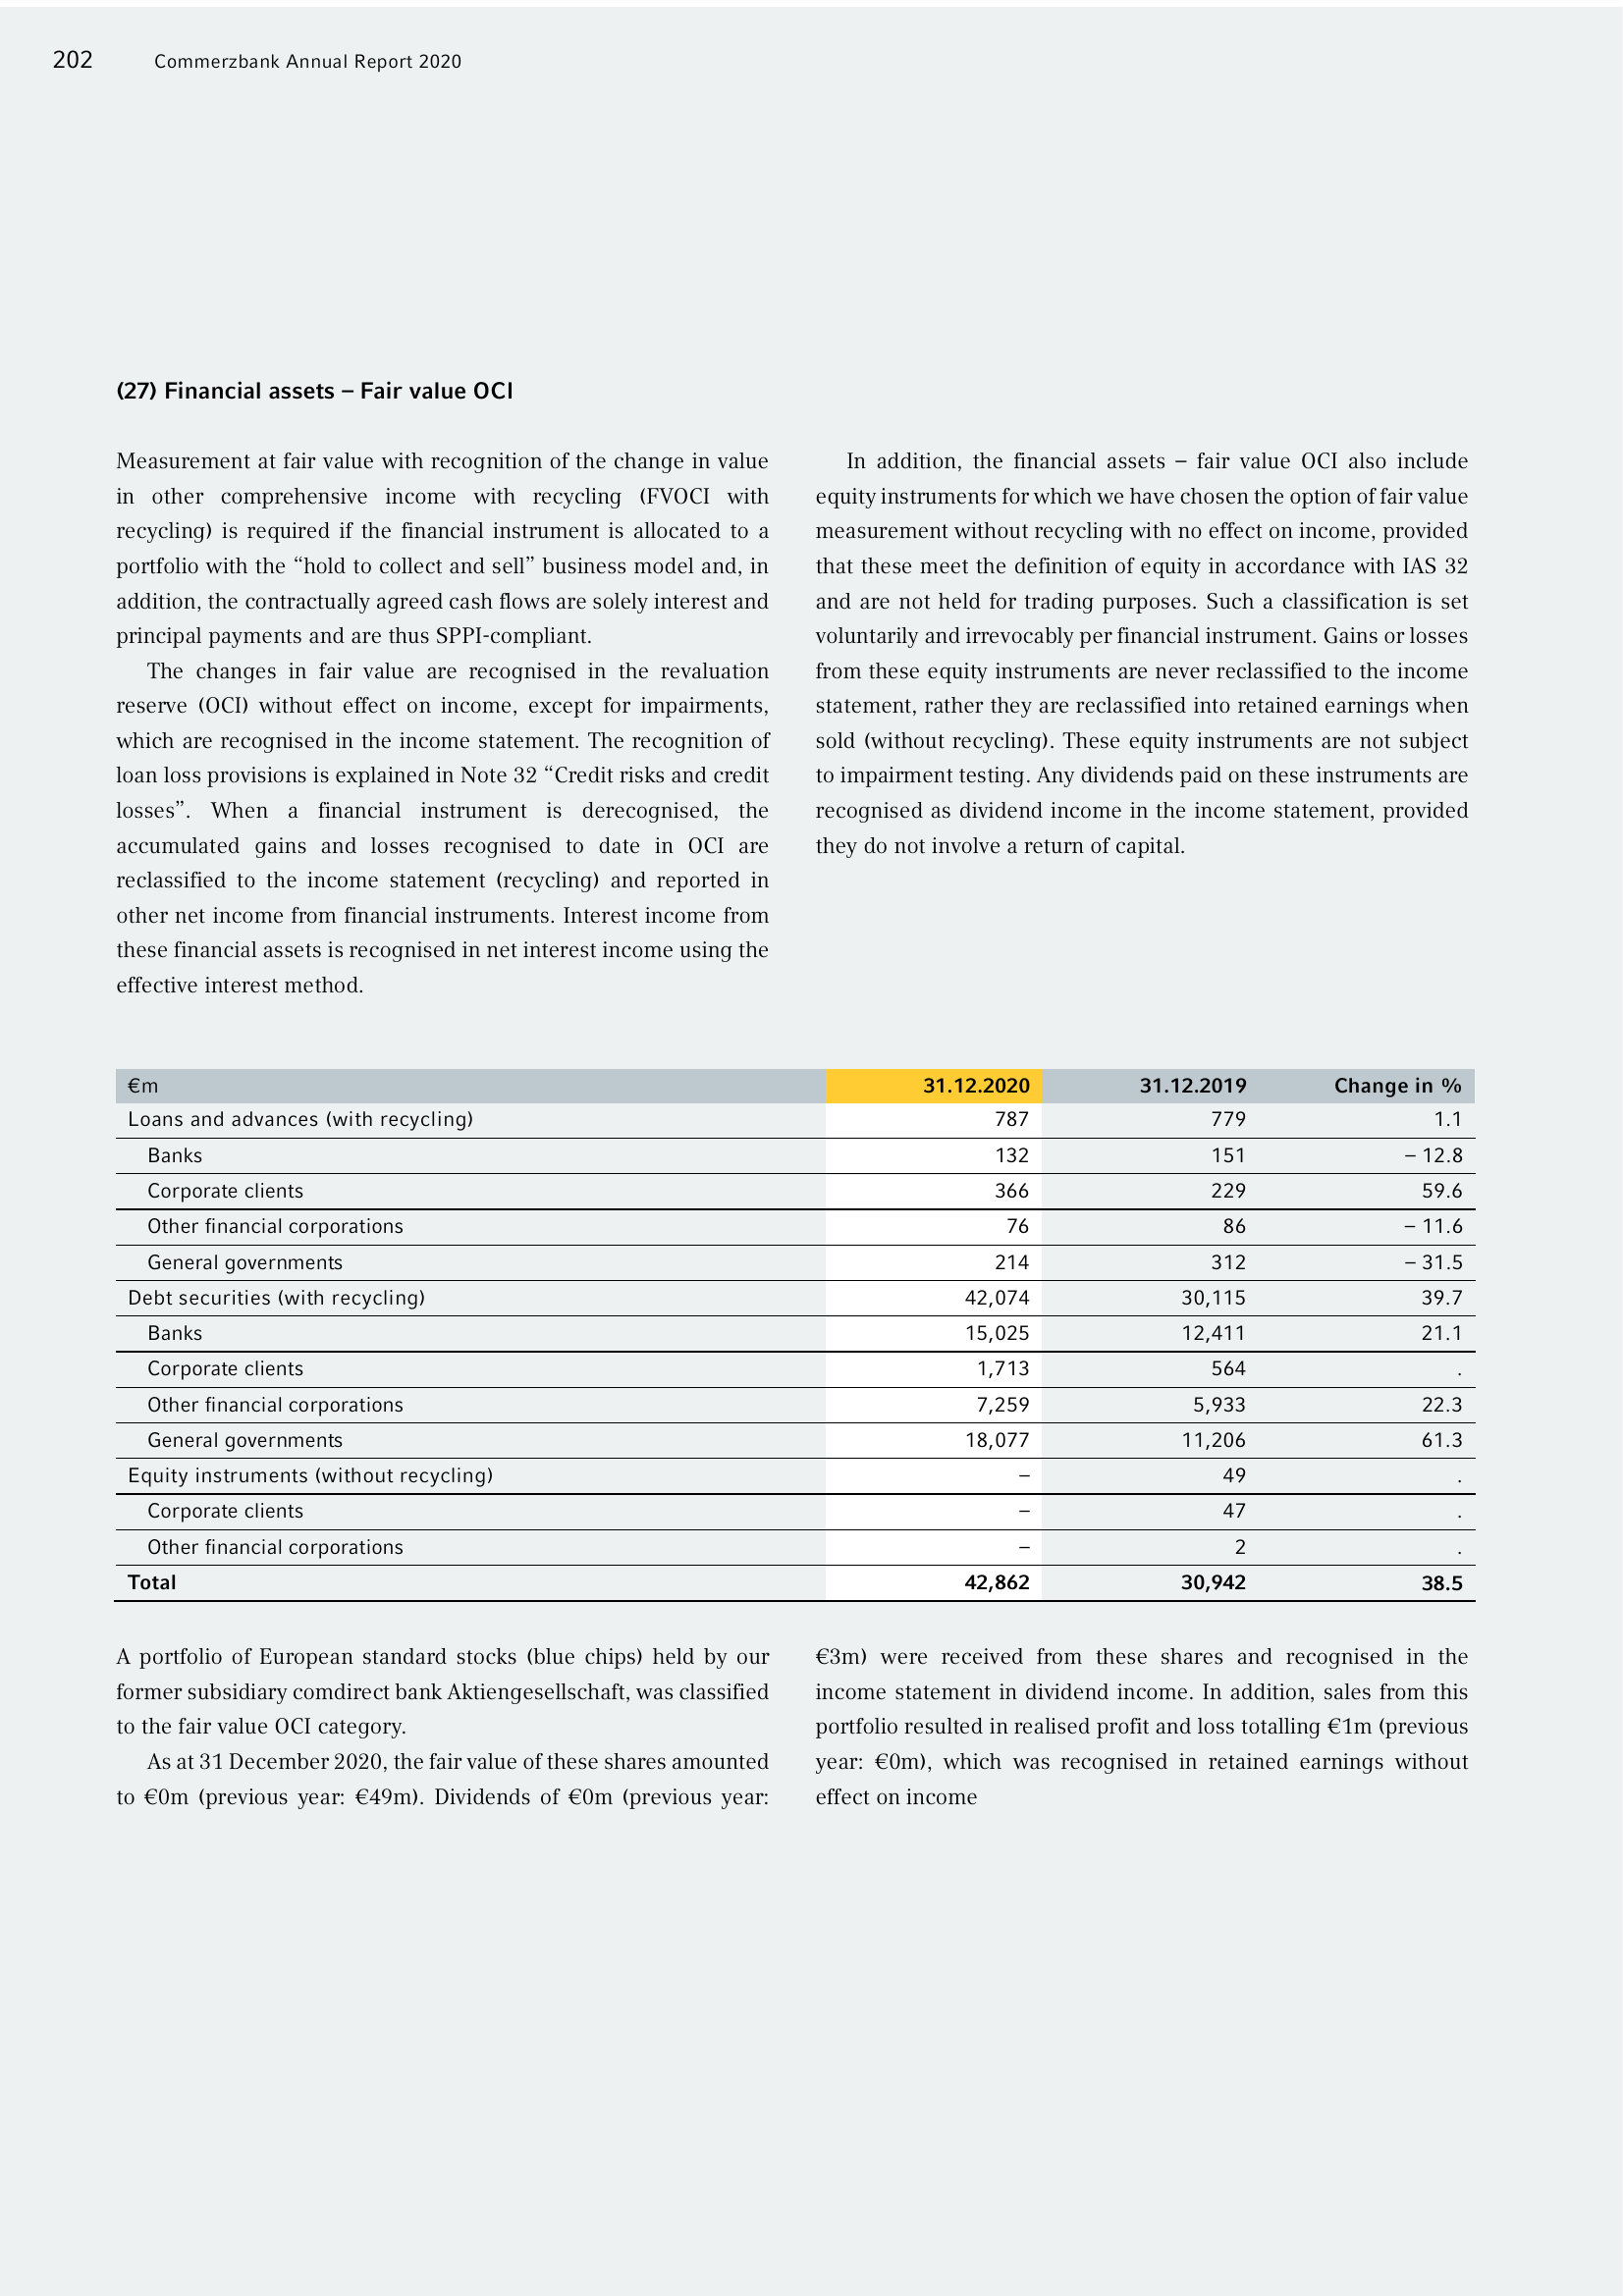 202 Commerzbank Annual Report 2020
(27) Financial assets – Fair value OCI
Measurement at fair value with recognition of the change in value
in other comprehensive income with recycling (FVOCI with
recycling) is required if the financial instrument is allocated to a
portfolio with the “hold to collect and sell” business model and, in
addition, the contractually agreed cash flows are solely interest and
principal payments and are thus SPPI-compliant.
The changes in fair value are recognised in the revaluation
reserve (OCI) without effect on income, except for impairments,
which are recognised in the income statement. The recognition of
loan loss provisions is explained in Note 32 “Credit risks and credit
losses”. When a financial instrument is derecognised, the
accumulated gains and losses recognised to date in OCI are
reclassified to the income statement (recycling) and reported in
other net income from financial instruments. Interest income from
these financial assets is recognised in net interest income using the
effective interest method.
In addition, the financial assets – fair value OCI also include
equity instruments for which we have chosen the option of fair value
measurement without recycling with no effect on income, provided
that these meet the definition of equity in accordance with IAS 32
and are not held for trading purposes. Such a classification is set
voluntarily and irrevocably per financial instrument. Gains or losses
from these equity instruments are never reclassified to the income
statement, rather they are reclassified into retained earnings when
sold (without recycling). These equity instruments are not subject
to impairment testing. Any dividends paid on these instruments are
recognised as dividend income in the income statement, provided
they do not involve a return of capital.
€m 31.12.2020 31.12.2019 Change in %
Loans and advances (with recycling) 787 779 1.1
Banks 132 151 – 12.8
Corporate clients 366 229 59.6
Other financial corporations 76 86 – 11.6
General governments 214 312 – 31.5
Debt securities (with recycling) 42,074 30,115 39.7
Banks 15,025 12,411 21.1
Corporate clients 1,713 564 .
Other financial corporations 7,259 5,933 22.3
General governments 18,077 11,206 61.3
Equity instruments (without recycling) – 49 .
Corporate clients – 47 .
Other financial corporations – 2 .
Total 42,862 30,942 38.5
A portfolio of European standard stocks (blue chips) held by our
former subsidiary comdirect bank Aktiengesellschaft, was classified
to the fair value OCI category.
As at 31 December 2020, the fair value of these shares amounted
to €0m (previous year: €49m). Dividends of €0m (previous year:
€3m) were received from these shares and recognised in the
income statement in dividend income. In addition, sales from this
portfolio resulted in realised profit and loss totalling €1m (previous
year: €0m), which was recognised in retained earnings without
effect on income